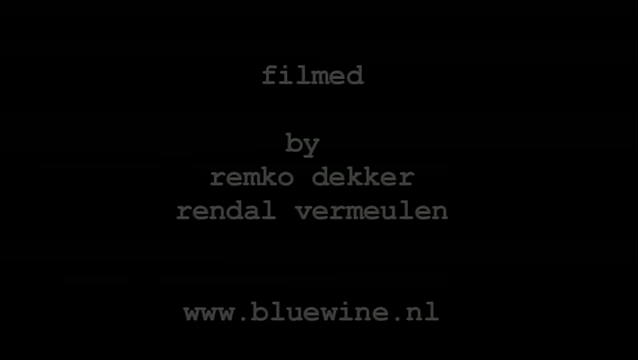 filmed
by
remko dekker
rendal vermeulen
www.bluewine.nl